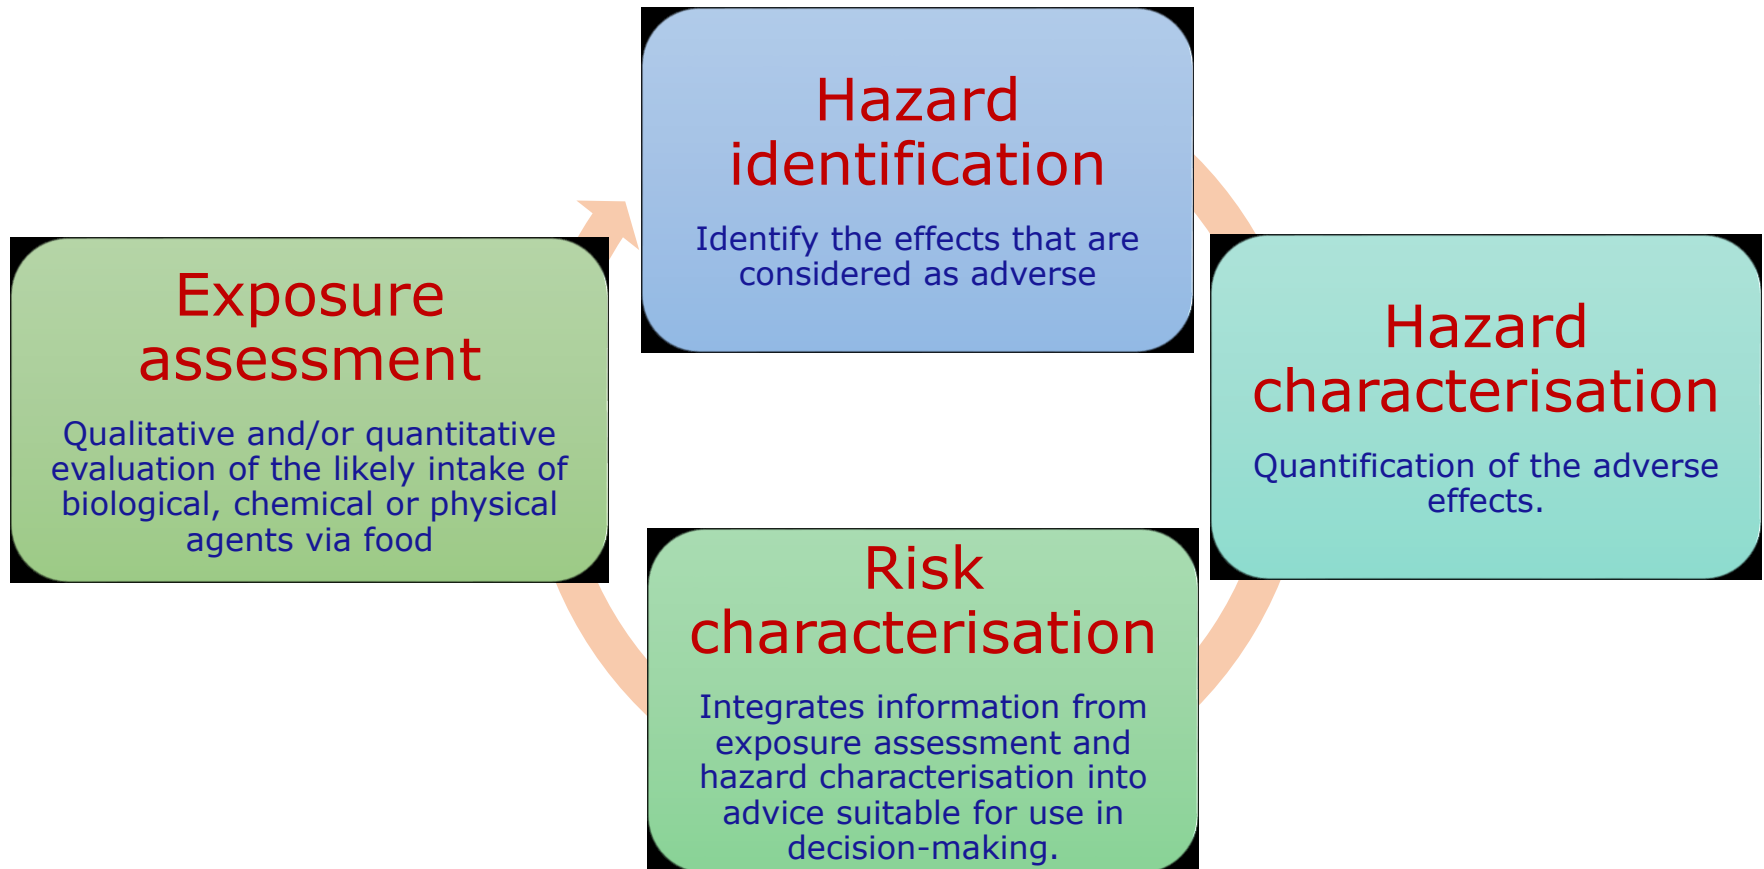 Hazard
identification
Identify the effects that are
considered as adverse
Hazard
characterisation
Quantification of the adverse
effects.
Risk
characterisation
Integrates information from
exposure assessment and
hazard characterisation into
advice suitable for use in
decision-making.
Exposure
assessment
Qualitative and/or quantitative
evaluation of the likely intake of
biological, chemical or physical
agents via food